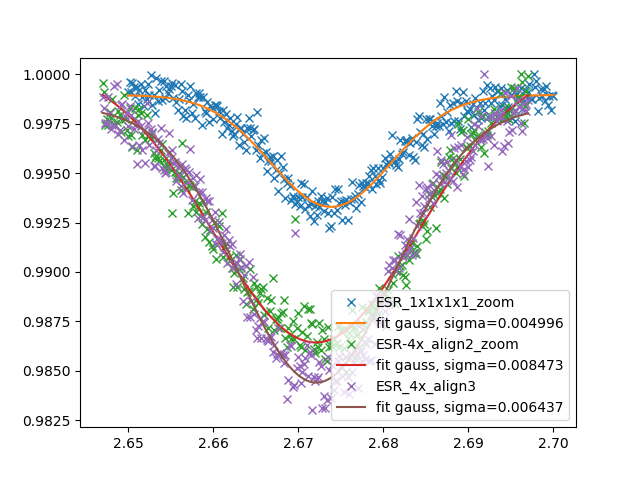 1.0000
0.9975
0.9950
0.9925
0.9900
0.9875
0.9850
0.9825
2.65
2.66
2.67
2.68
2.69
2.70
ESR_1x1x1x1_zoom
fit gauss, sigma=0.004996
ESR-4x_align2_zoom
fit gauss, sigma=0.008473
ESR_4x_align3
fit gauss, sigma=0.006437